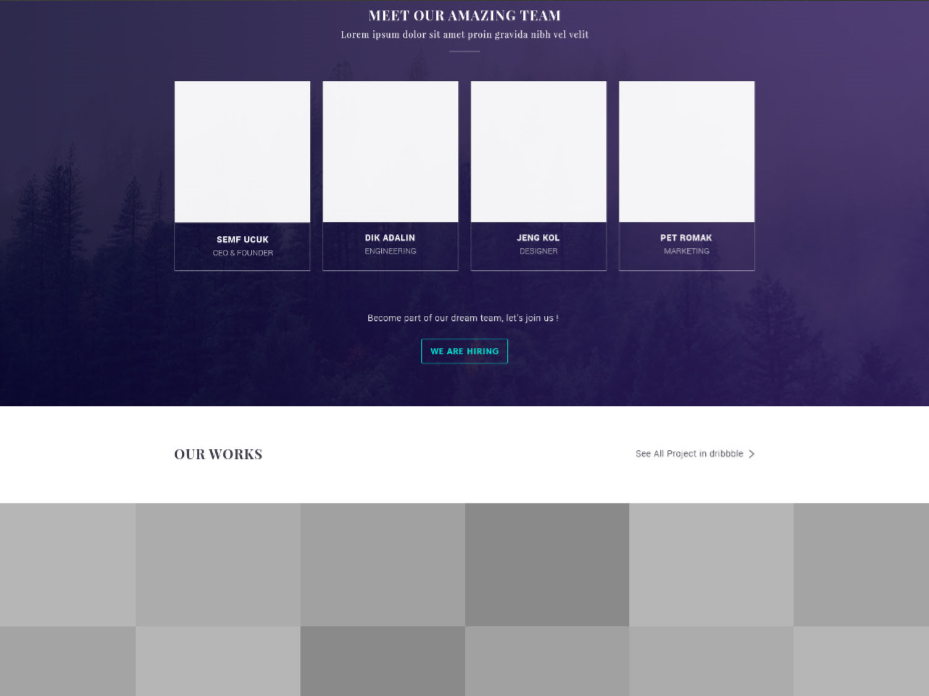 MEET OUR AMAZING TEAM
Lorem ipsum dolor sit amet proin gravida nibh vel velit
SEMF UCUK
CEO & FOUNDER
DIK ADALIN
ENGINEERING
JENG KOL
DESIGNER
PET ROMAK
MARKETING
Become part of our dream team, let's join us !
WE ARE HIRING
OUR WORKS
See All Project in dribbble